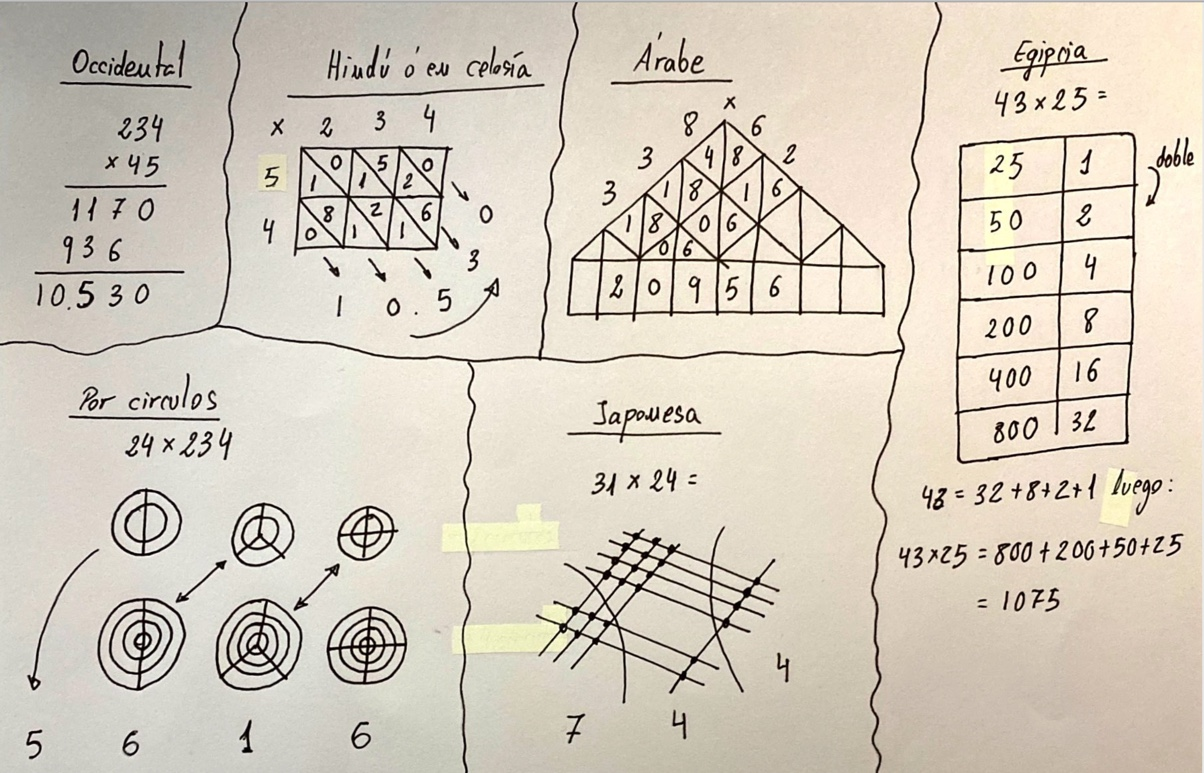 Occidental
234
×45
1170
936
10.530
Hindú ó en celosía
× 2 3 4
5 0 5 0
1 1 2
8 2 6 0
4 0 1 1
3
1 0.5
Árabe
×
8 6
3 4 8 2
3 1 8 1 6
1 8 0 6
0 6
2 0 9 5 6
Egipcia
43×25=
25 1 doble
50 2
100 4
200 8
400 16
800 32
43=32+8+2+1 luego:
43×25=800+200+50+25
=1075
Por circulos
24×234
5 6 1 6
Japonesa
31×24=
4
7 4